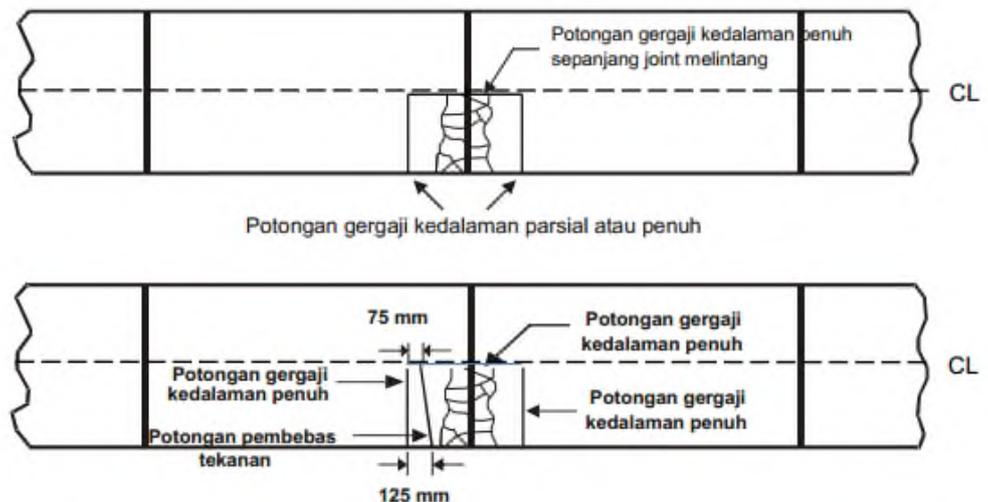 Potongan gergaji kedalaman penuh
sepanjang joint melintang
CL
Potongan gergaji kedalaman parsial atau penuh
75 mm
Potongan gergaji
kedalaman penuh
CL
Potongan gergaji
kedalaman penuh
Potongan gergaji
kedalaman penuh
Potongan pembebas
tekanan
125 mm